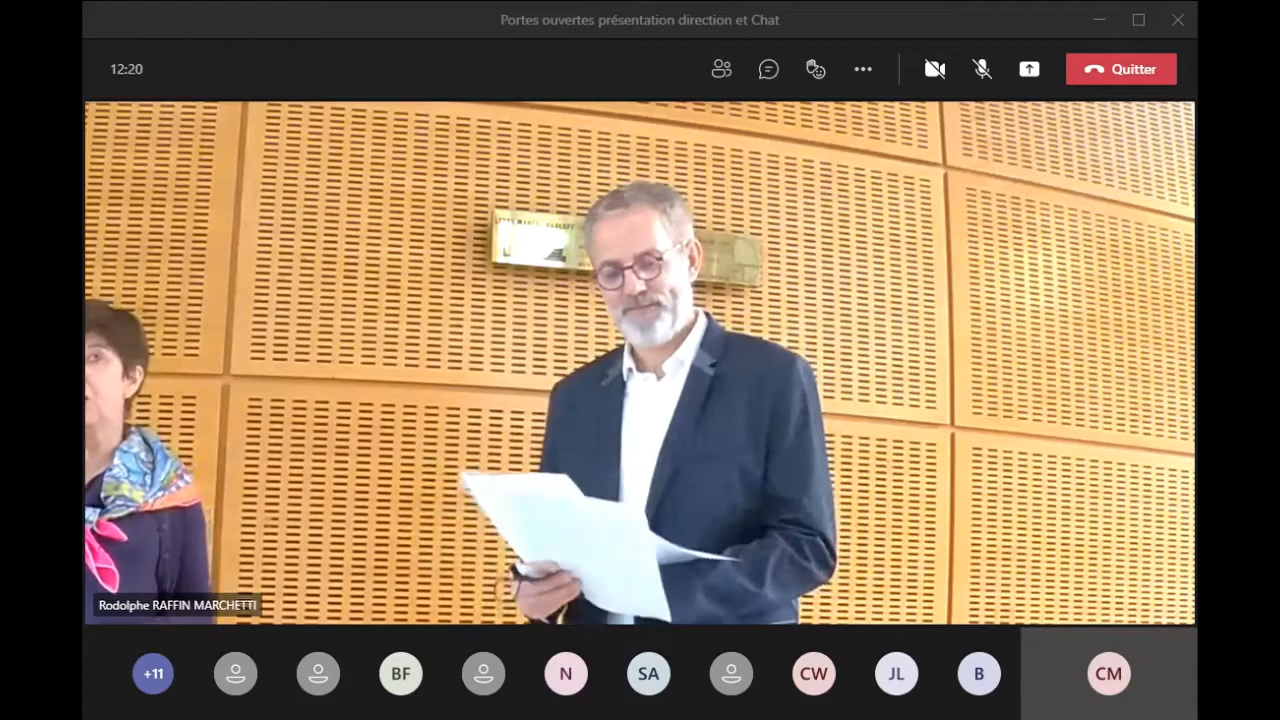 Portes ouvertes présentation direction et Chat
12:20
Quitter
Rodolphe RAFFIN MARCHETTI
+11
BF
N
SA
CW
JL
B
CM